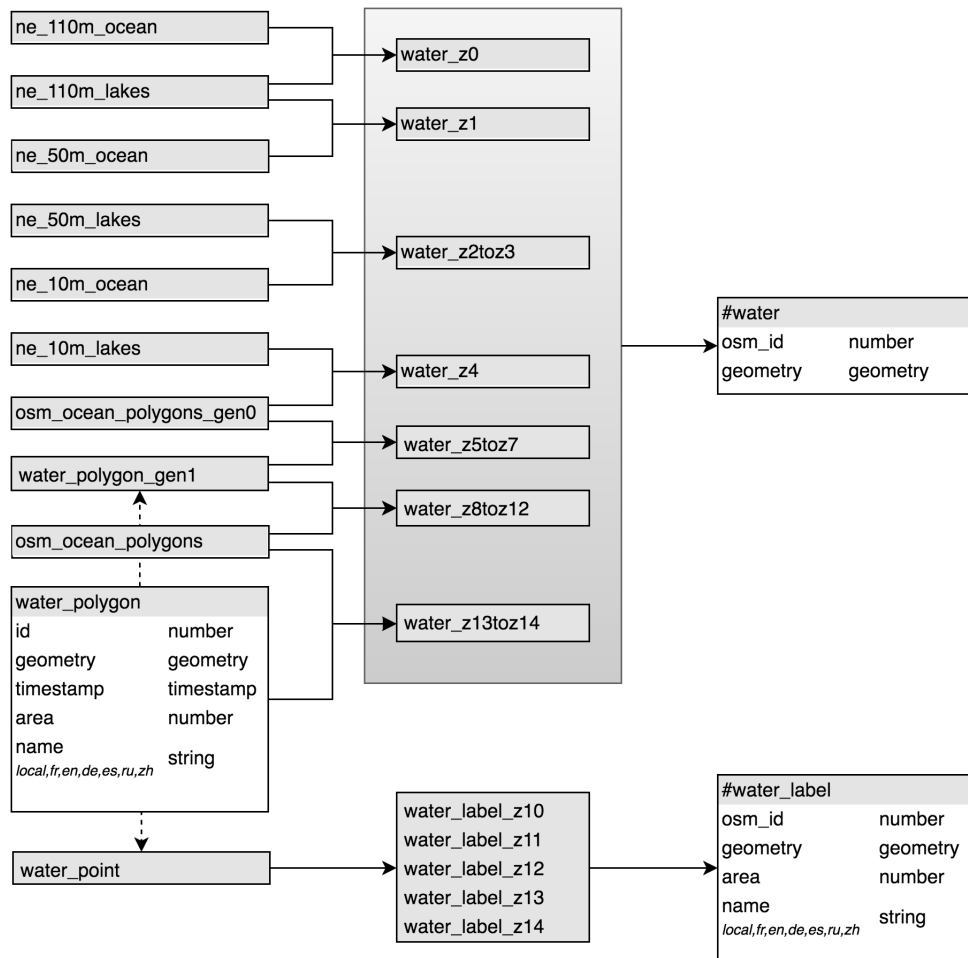 ne_110m_ocean
ne_110m_lakes
ne_50m_ocean
ne_50m_lakes
ne_10m_ocean
ne_10m_lakes
osm_ocean_polygons_gen0
water_polygon_gen1
osm_ocean_polygons
water_polygon
id number
geometry geometry
timestamp timestamp
area number
name
string
local,fr,en,de,es,ru,zh
water_point
water_z0
water_z1
water_z2toz3
water_z4
water_z5toz7
water_z8toz12
water_z13toz14
water_label_z10
water_label_z11
water_label_z12
water_label_z13
water_label_z14
#water
osm_id number
geometry geometry
#water_label
osm_id number
geometry geometry
area number
name
string
local,fr,en,de,es,ru,zh